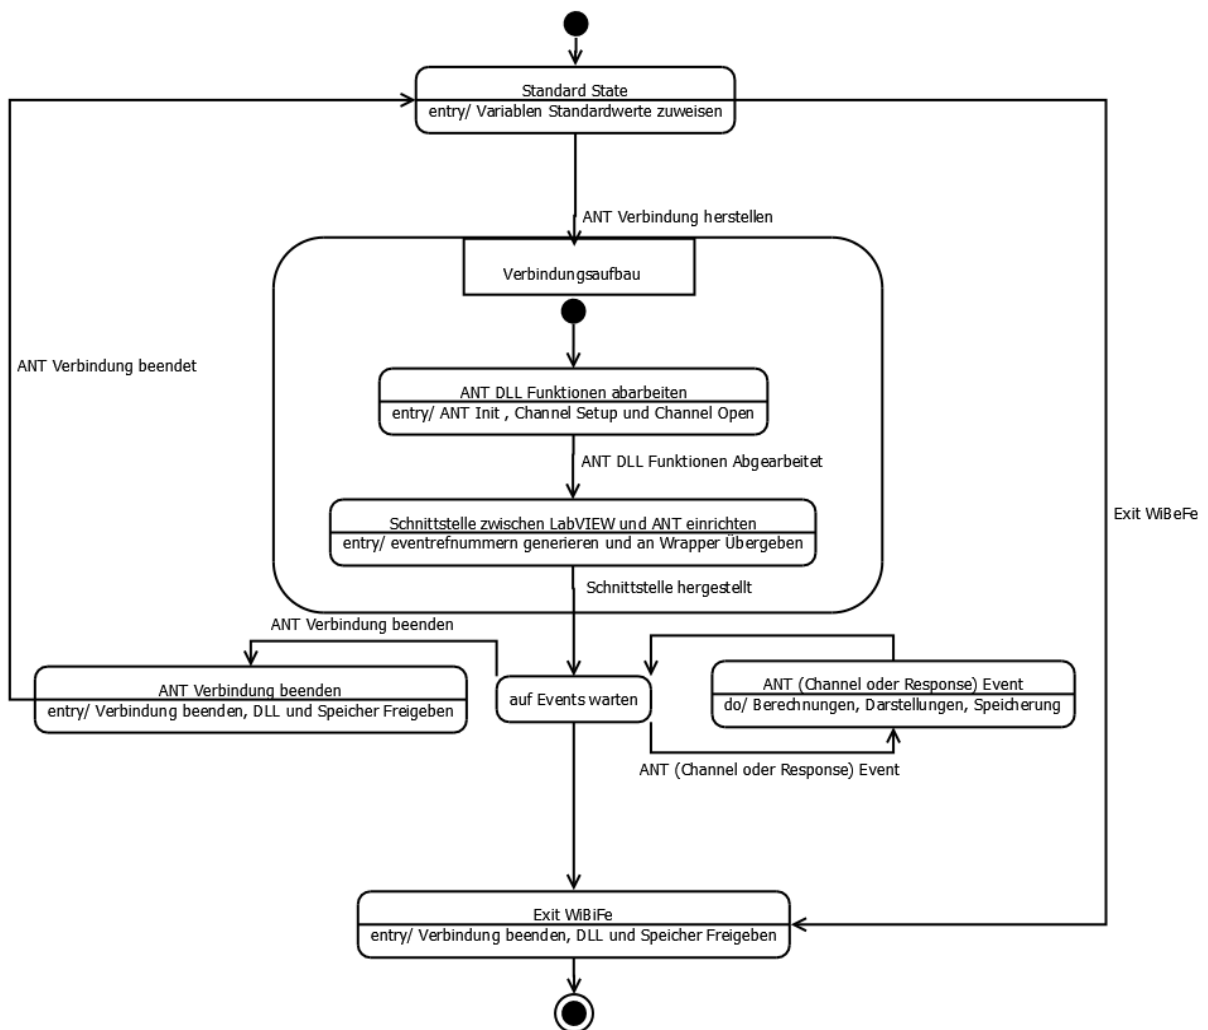 Standard State
entry/ Variablen Standardwerte zuweisen
ANT Verbindung herstellen
Verbindungsaufbau
ANT Verbindung beendet
ANT DLL Funktionen abarbeiten
entry/ ANT Init , Channel Setup und Channel Open
ANT DLL Funktionen Abgearbeitet
Schnittstelle zwischen LabVIEW und ANT einrichten
entry/ eventrefnummern generieren und an Wrapper Übergeben
Exit WiBeFe
Schnittstelle hergestellt
ANT Verbindung beenden
ANT Verbindung beenden
entry/ Verbindung beenden, DLL und Speicher Freigeben
auf Events warten
ANT (Channel oder Response) Event
do/ Berechnungen, Darstellungen, Speicherung
ANT (Channel oder Response) Event
Exit WiBiFe
entry/ Verbindung beenden, DLL und Speicher Freigeben